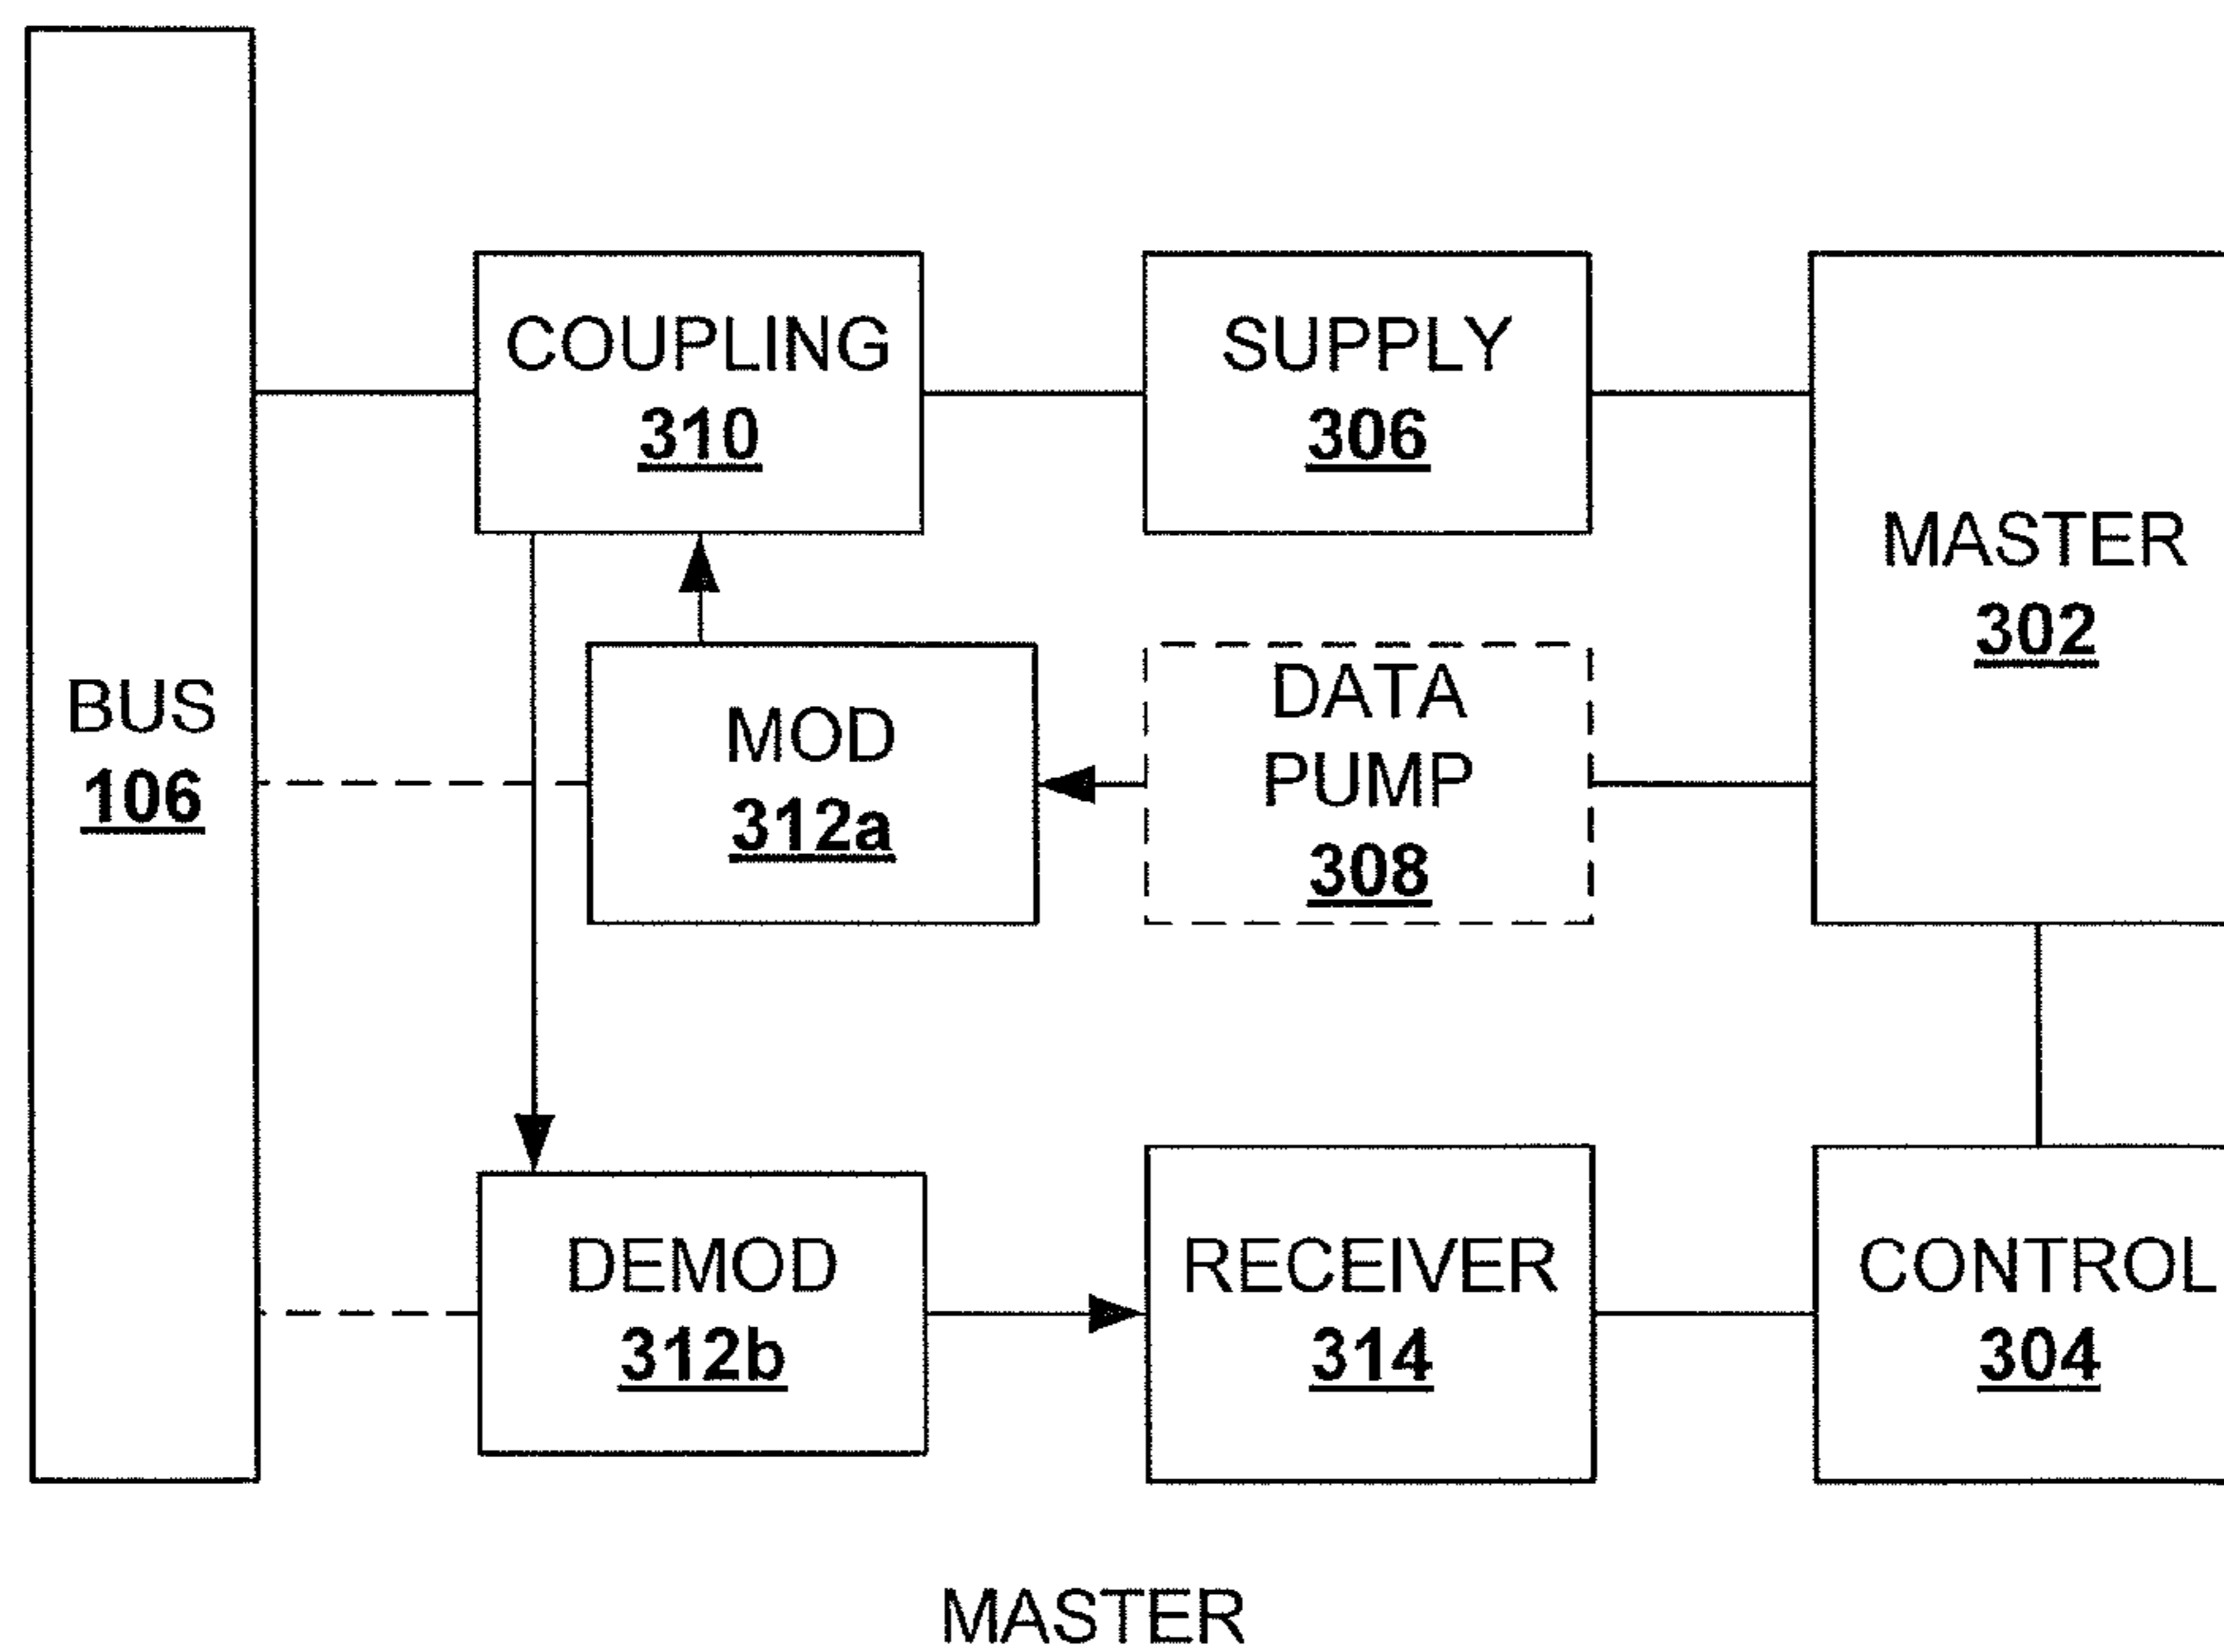 COUPLING
310
SUPPLY
306
MASTER
302
BUS
106
MOD
312a
DATA
PUMP
308
DEMOD
312b
RECEIVER
314
CONTROL
304
MASTER